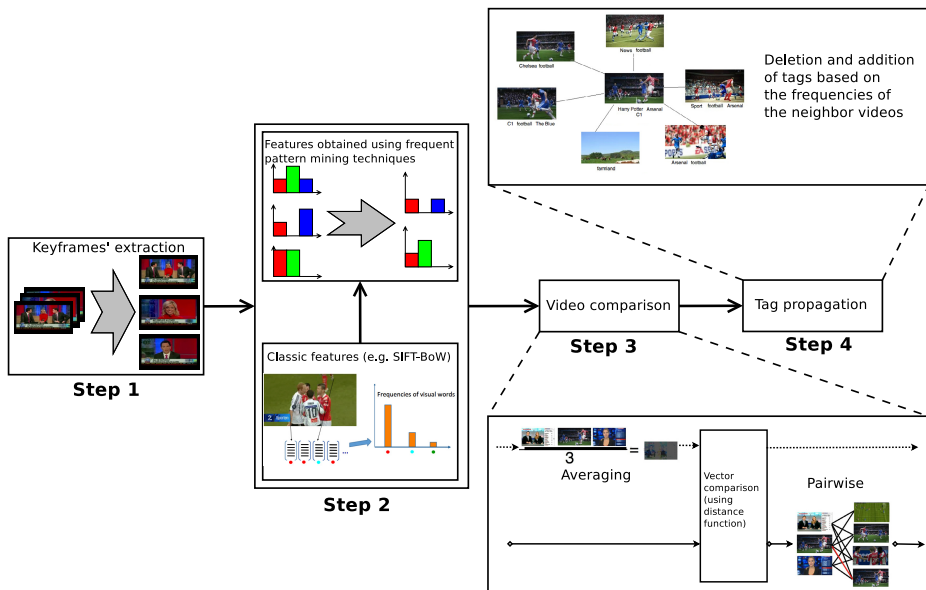 Keyframes' extraction
Step 1
Features obtained using frequent
pattern mining techniques
Classic features (e.g. SIFT-BoW)
Frequencies of visual words
...
Step 2
Video comparison
Step 3
Tag propagation
Step 4
News football
Chelsea football
Harry Potter Arsenal
C1
Sport football Arsenal
C1 football The Blue
farmland
Arsenal football
Deletion and addition
of tags based on
the frequencies of
the neighbor videos
3
=
Averaging
Vector
comparison
(using
distance
function)
Pairwise